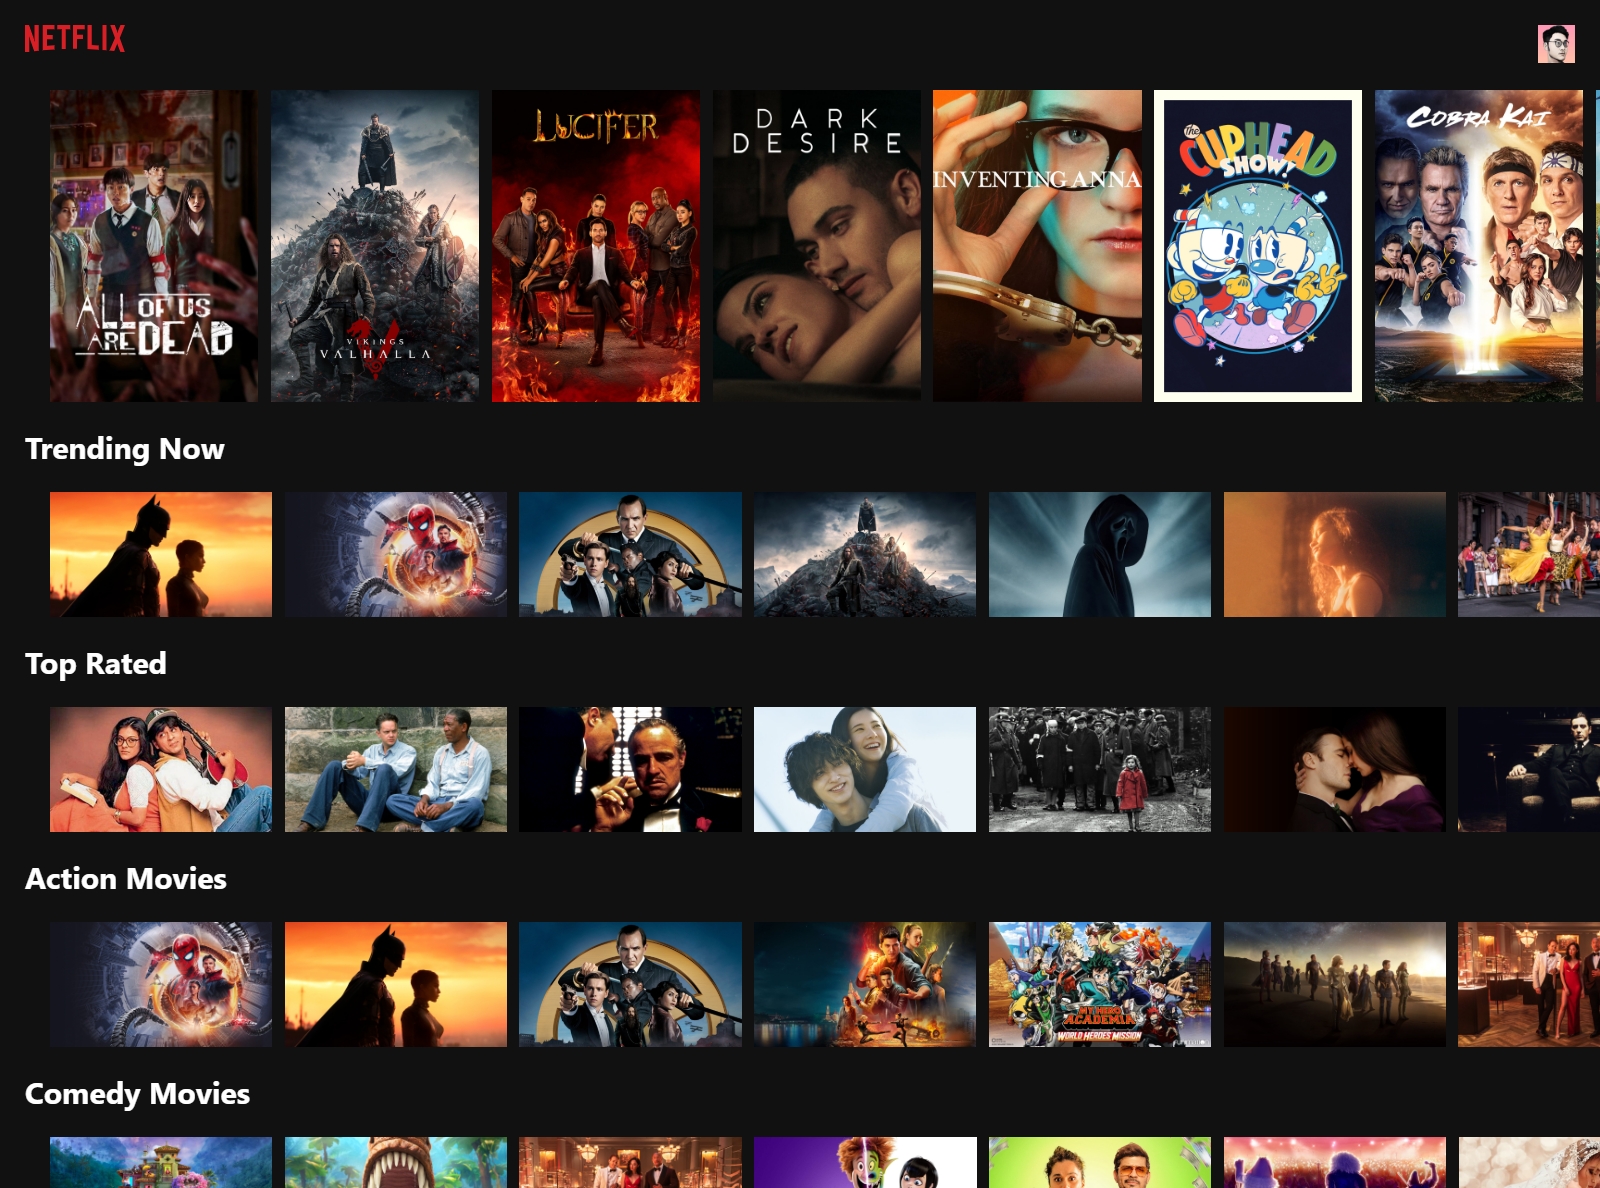 NETFLIX
ALL OF US
ARE DEAD
VIKINGS
VALHALLA
LUCIFER
DARK
DESIRE
INVENTING ANNA
The
CUPHEAD
SHOW!
COBRA KAI
Trending Now
Top Rated
Action Movies
MY HERO
ACADEMIA
WORLD HEROES MISSION
Comedy Movies